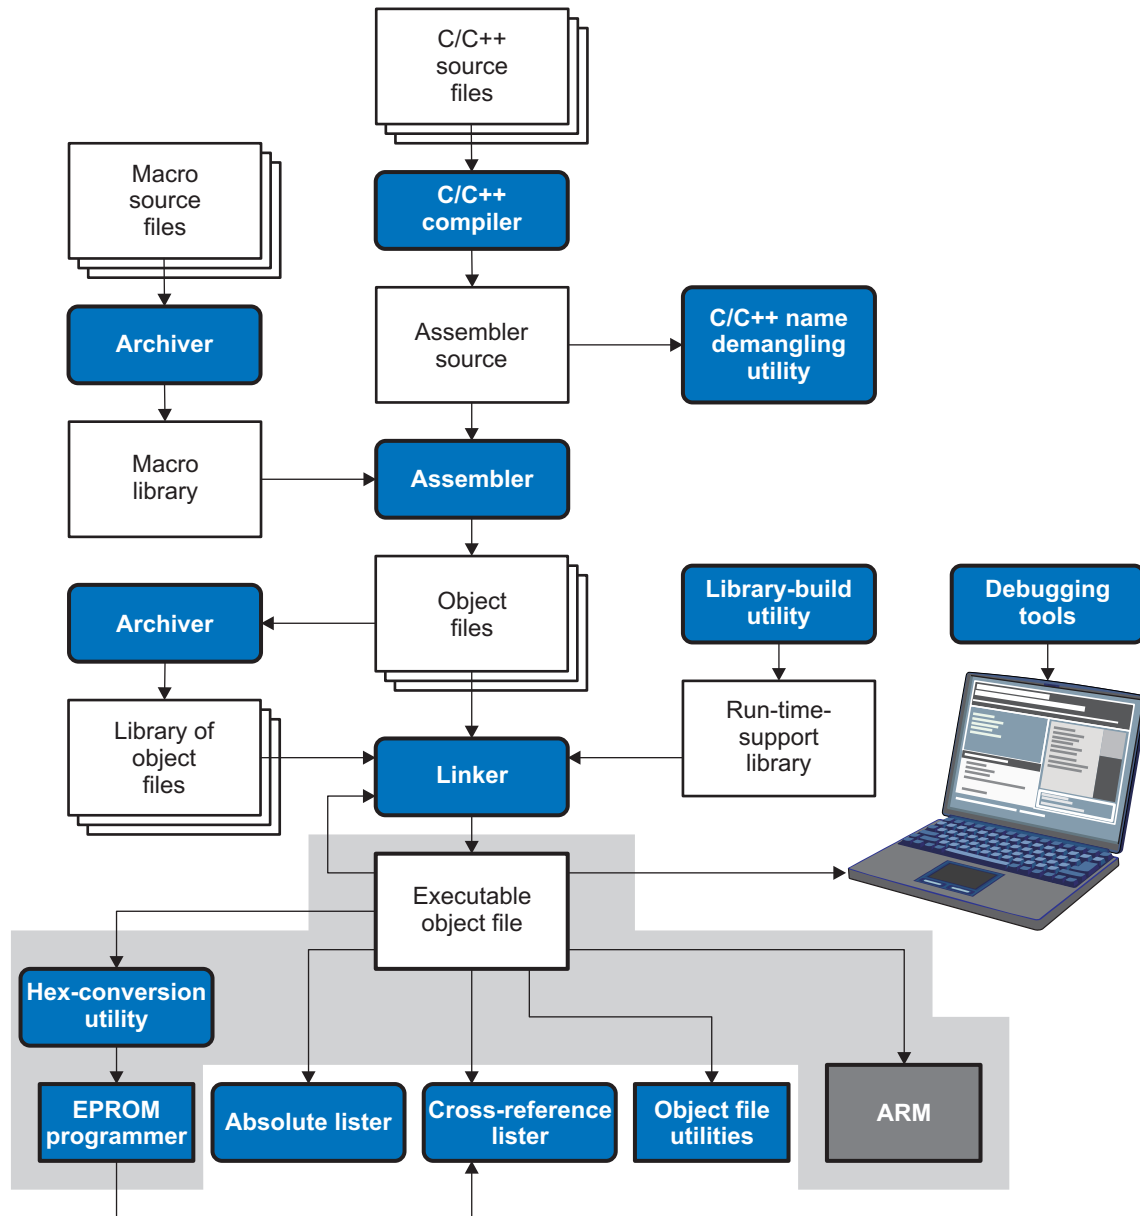 C/C++
source
files
Macro
source
files
C/C++
compiler
Archiver
Assembler
source
C/C++ name
demangling
utility
Macro
library
Assembler
Archiver
Object
files
Library-build
utility
Debugging
tools
Library of
object
files
Linker
Run-time-
support
library
Executable
object file
Hex-conversion
utility
EPROM
programmer
Absolute lister
Cross-reference
lister
Object file
utilities
ARM